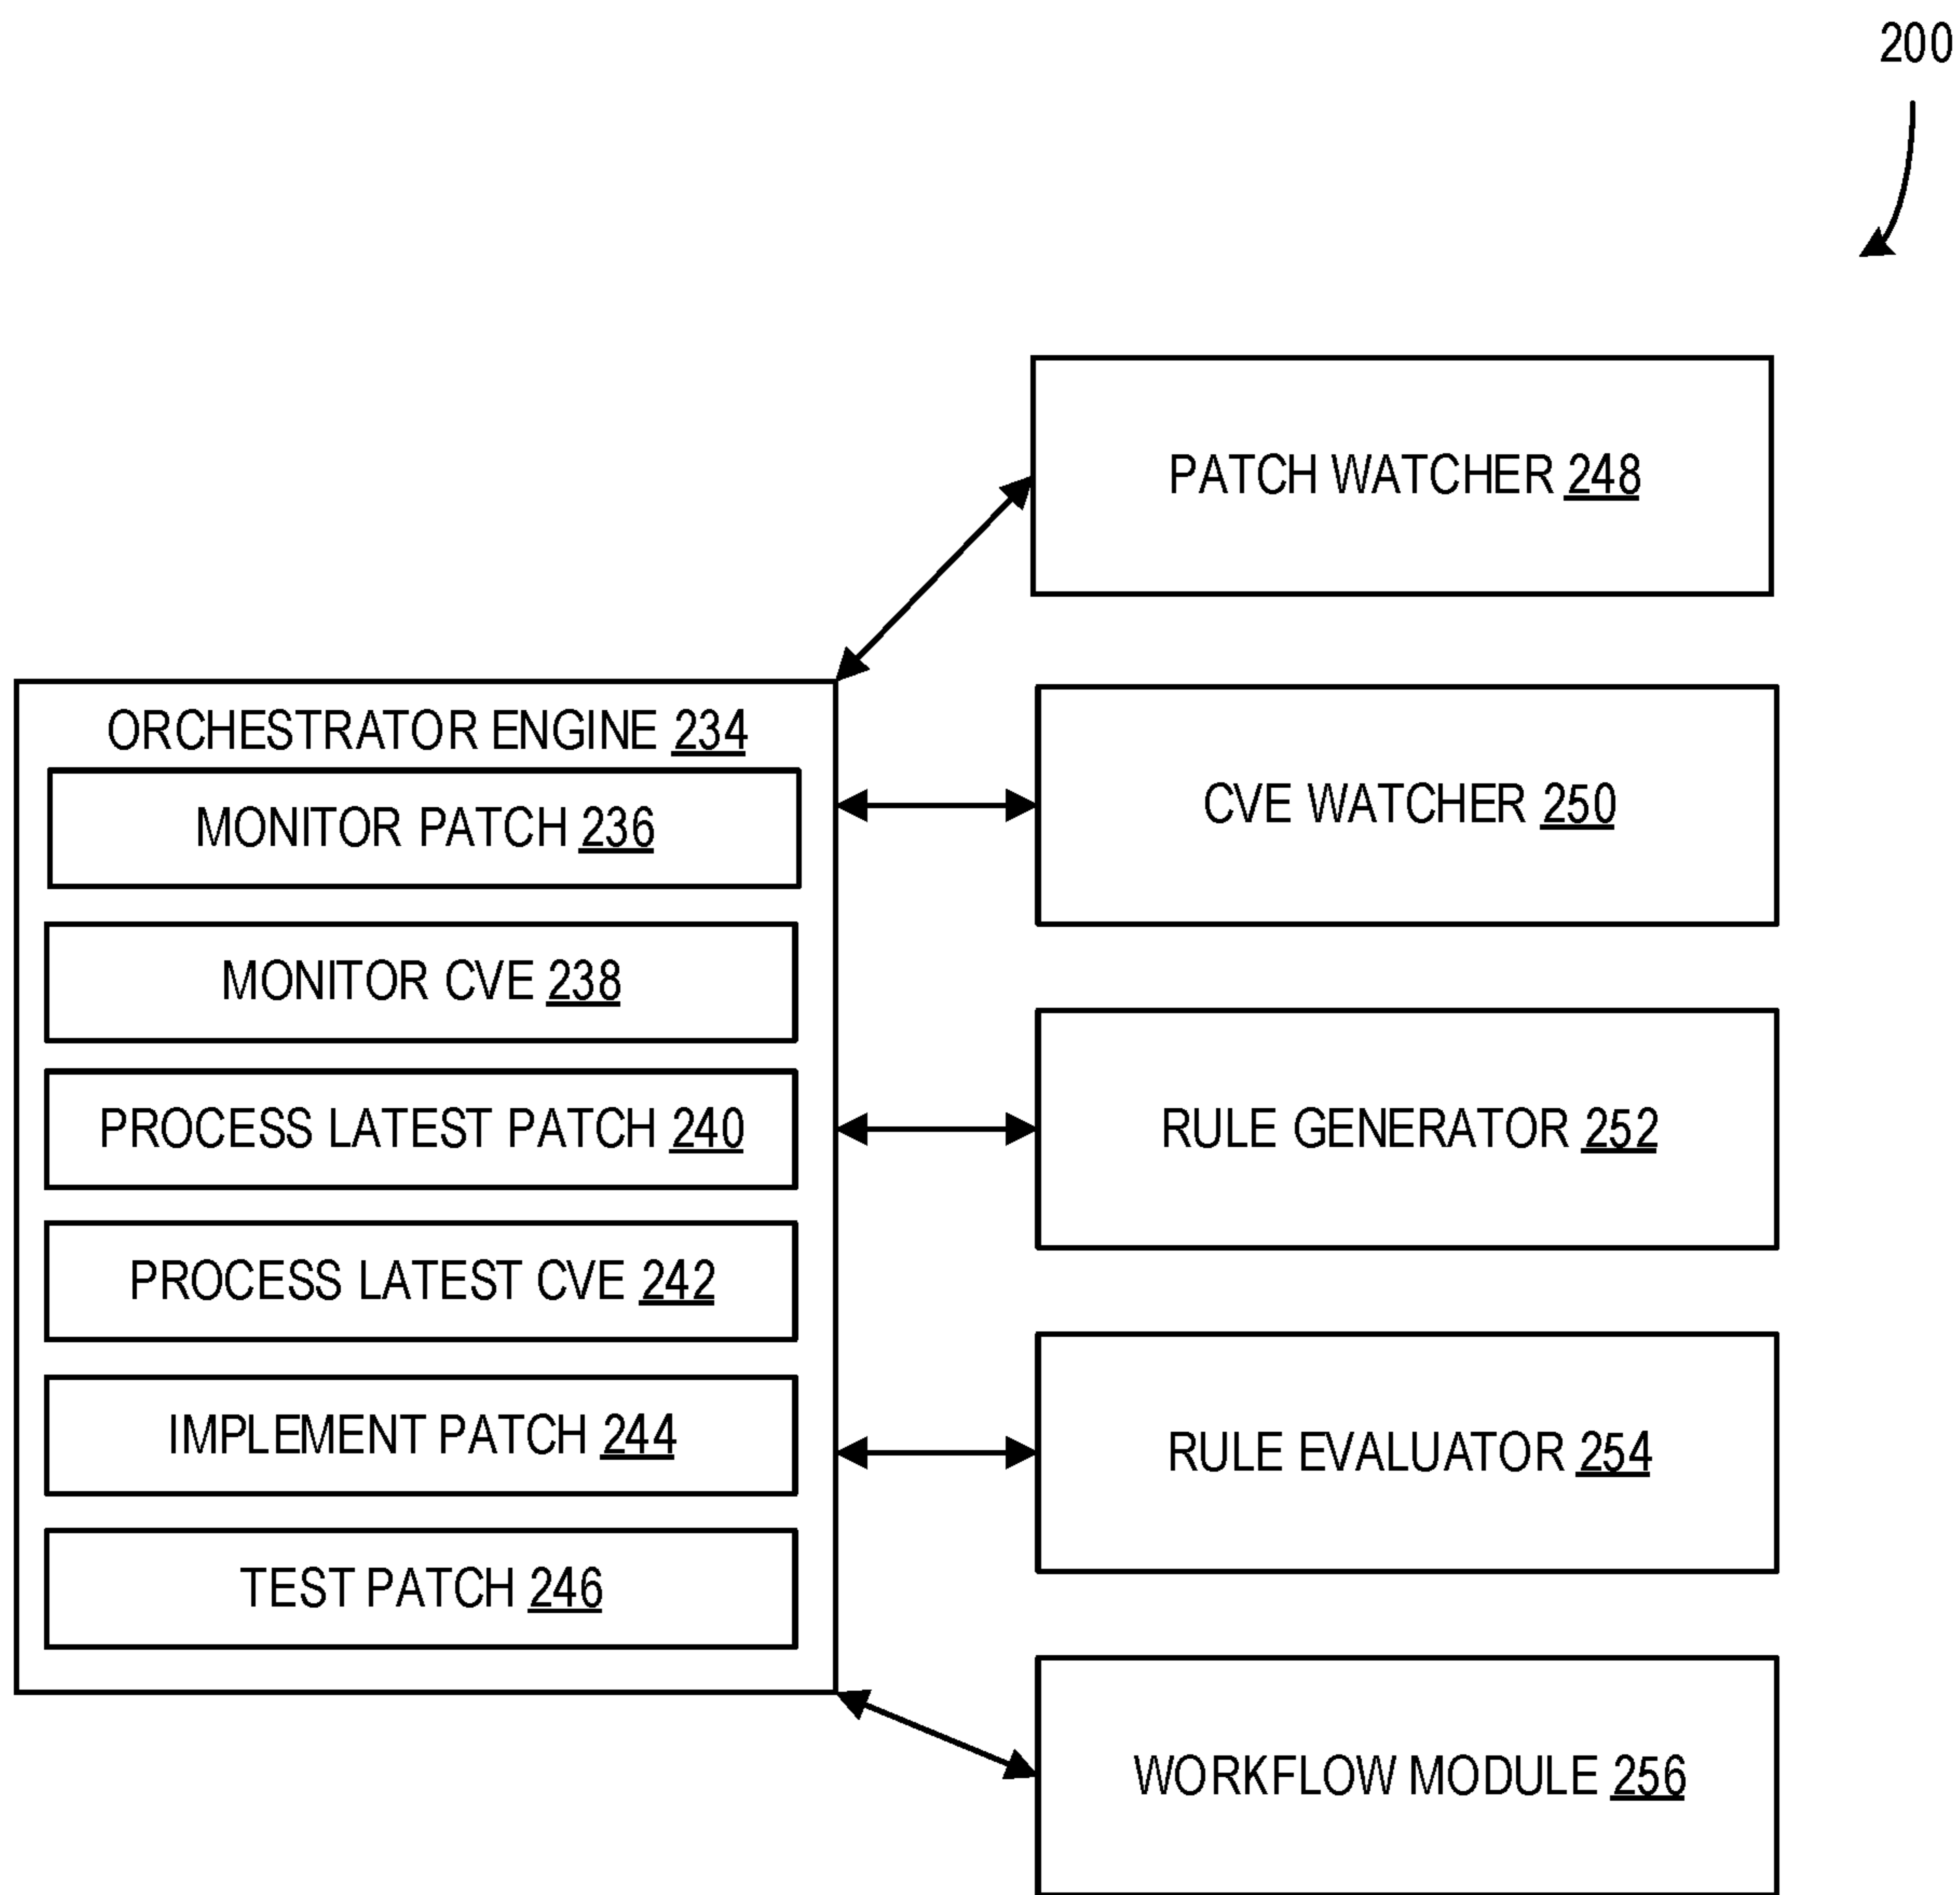 200
PATCH WATCHER 248
ORCHESTRATOR ENGINE 234
MONITOR PATCH 236
CVE WATCHER 250
MONITOR CVE 238
PROCESS LATEST PATCH 240
RULE GENERATOR 252
PROCESS LATEST CVE 242
IMPLEMENT PATCH 244
RULE EVALUATOR 254
TEST PATCH 246
WORKFLOW MODULE 256